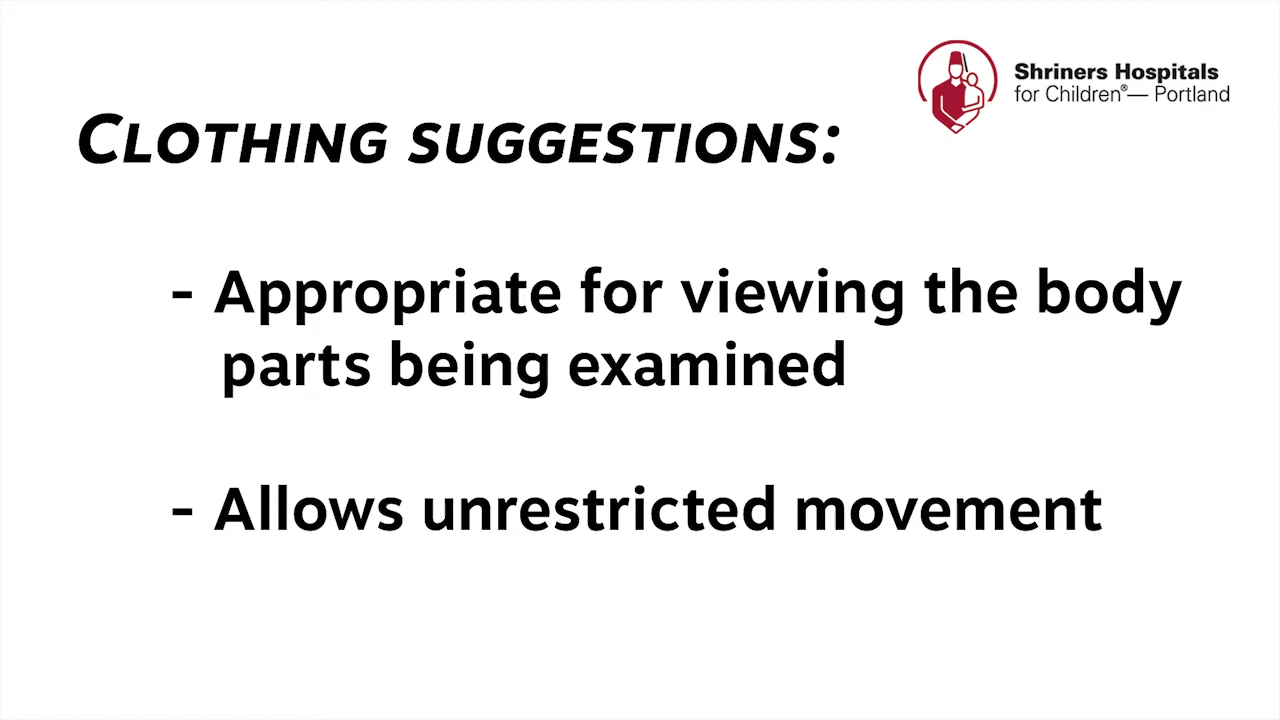 Shriners Hospitals
for Children®— Portland
CLOTHING SUGGESTIONS:
- Appropriate for viewing the body
parts being examined
- Allows unrestricted movement